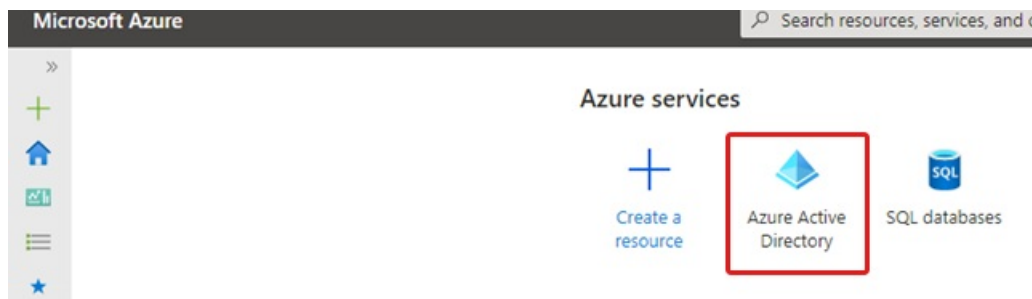 Microsoft Azure
Search resources, services, and
Azure services
Create a
resource
Azure Active
Directory
SQL
SQL databases